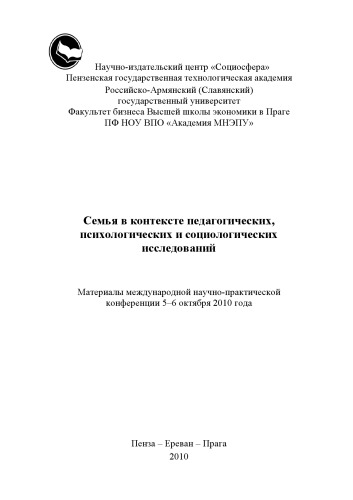 Научно-издательский центр «Социосфера»
Пензенская государственная технологическая академия
Российско-Армянский (Славянский)
государственный университет
Факультет бизнеса Высшей школы экономики в Праге
ПФ НОУ ВПО «Академия МНЭПУ»
Семья в контексте педагогических,
психологических и социологических
исследований
Материалы международной научно-практической
конференции 5–6 октября 2010 года
Пенза – Ереван – Прага
2010